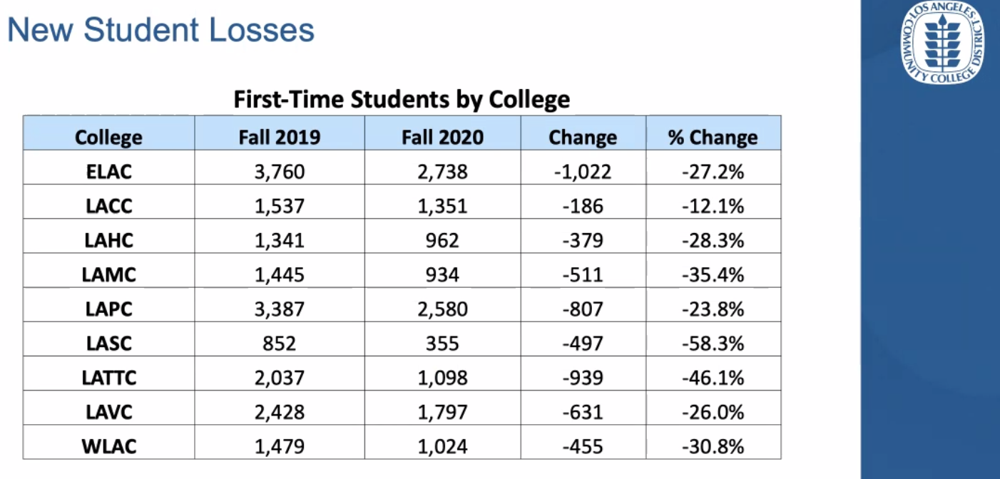 New Student Losses
LOS ANGELES COMMUNITY COLLEGE DISTRICT
First-Time Students by College
College Fall 2019 Fall 2020 Change % Change
ELAC 3,760 2,738 -1,022 -27.2%
LACC 1,537 1,351 -186 -12.1%
LAHC 1,341 962 -379 -28.3%
LAMC 1,445 934 -511 -35.4%
LAPC 3,387 2,580 -807 -23.8%
LASC 852 355 -497 -58.3%
LATTC 2,037 1,098 -939 -46.1%
LAVC 2,428 1,797 -631 -26.0%
WLAC 1,479 1,024 -455 -30.8%